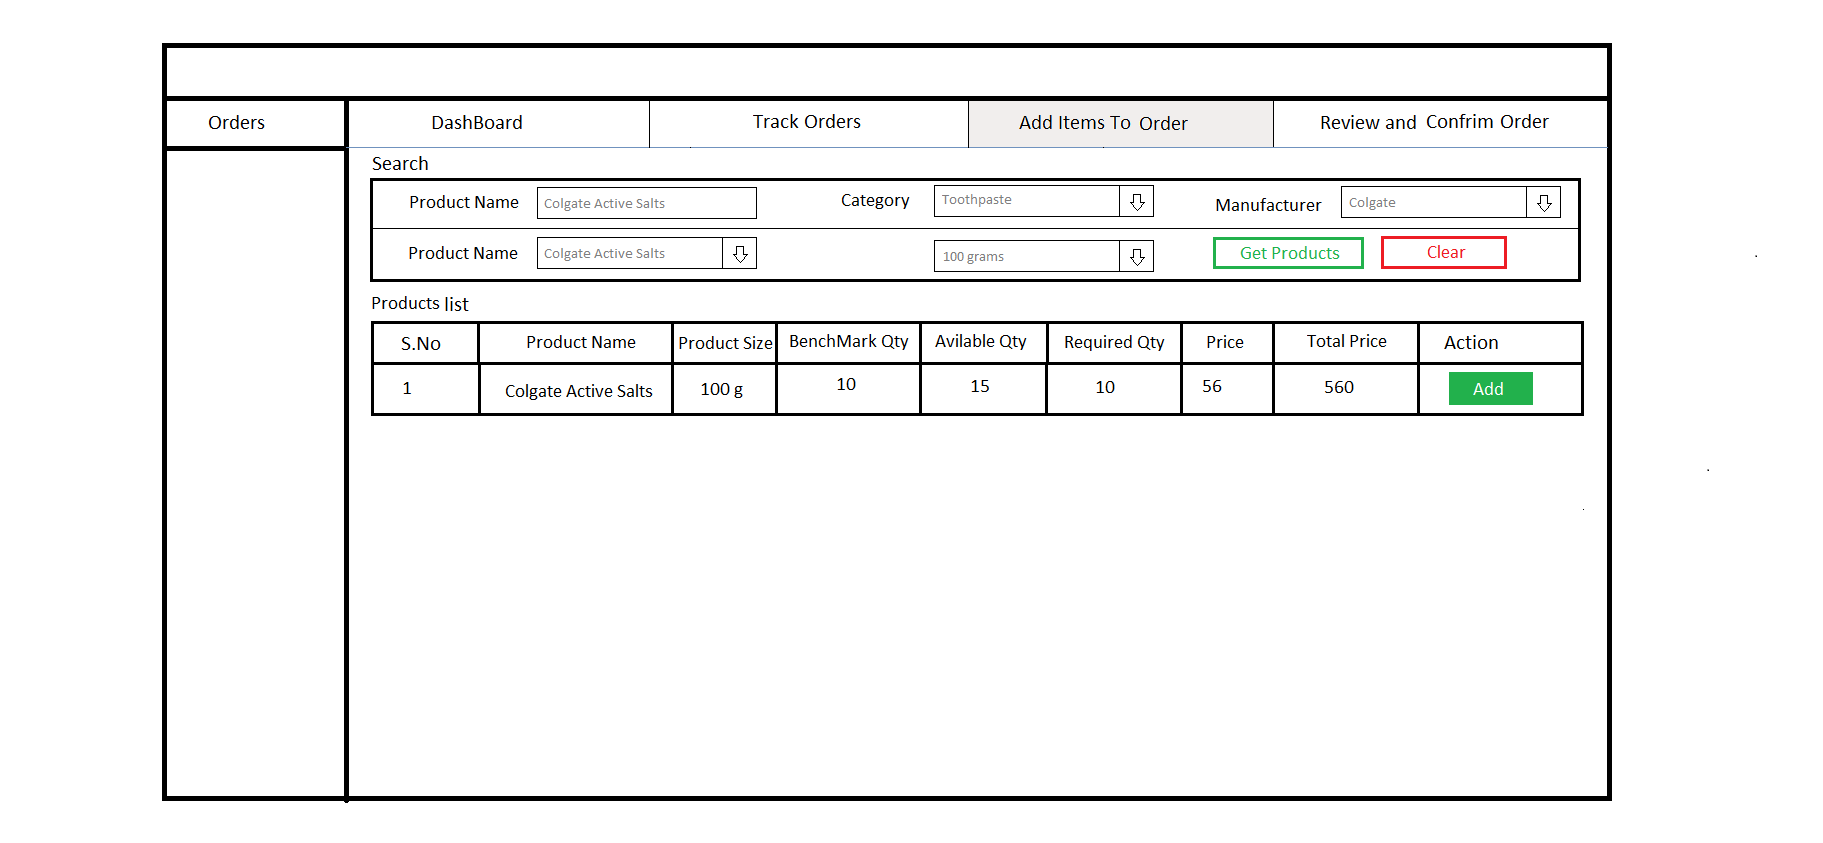 Orders DashBoard Track Orders Add Items To Order Review and Confrim Order
Search
Product Name Colgate Active Salts Category Toothpaste Manufacturer Colgate
Product Name Colgate Active Salts 100 grams Get Products Clear
Products list
S.No Product Name Product Size BenchMark Qty Avilable Qty Required Qty Price Total Price Action
1 Colgate Active Salts 100 g 10 15 10 56 560 Add